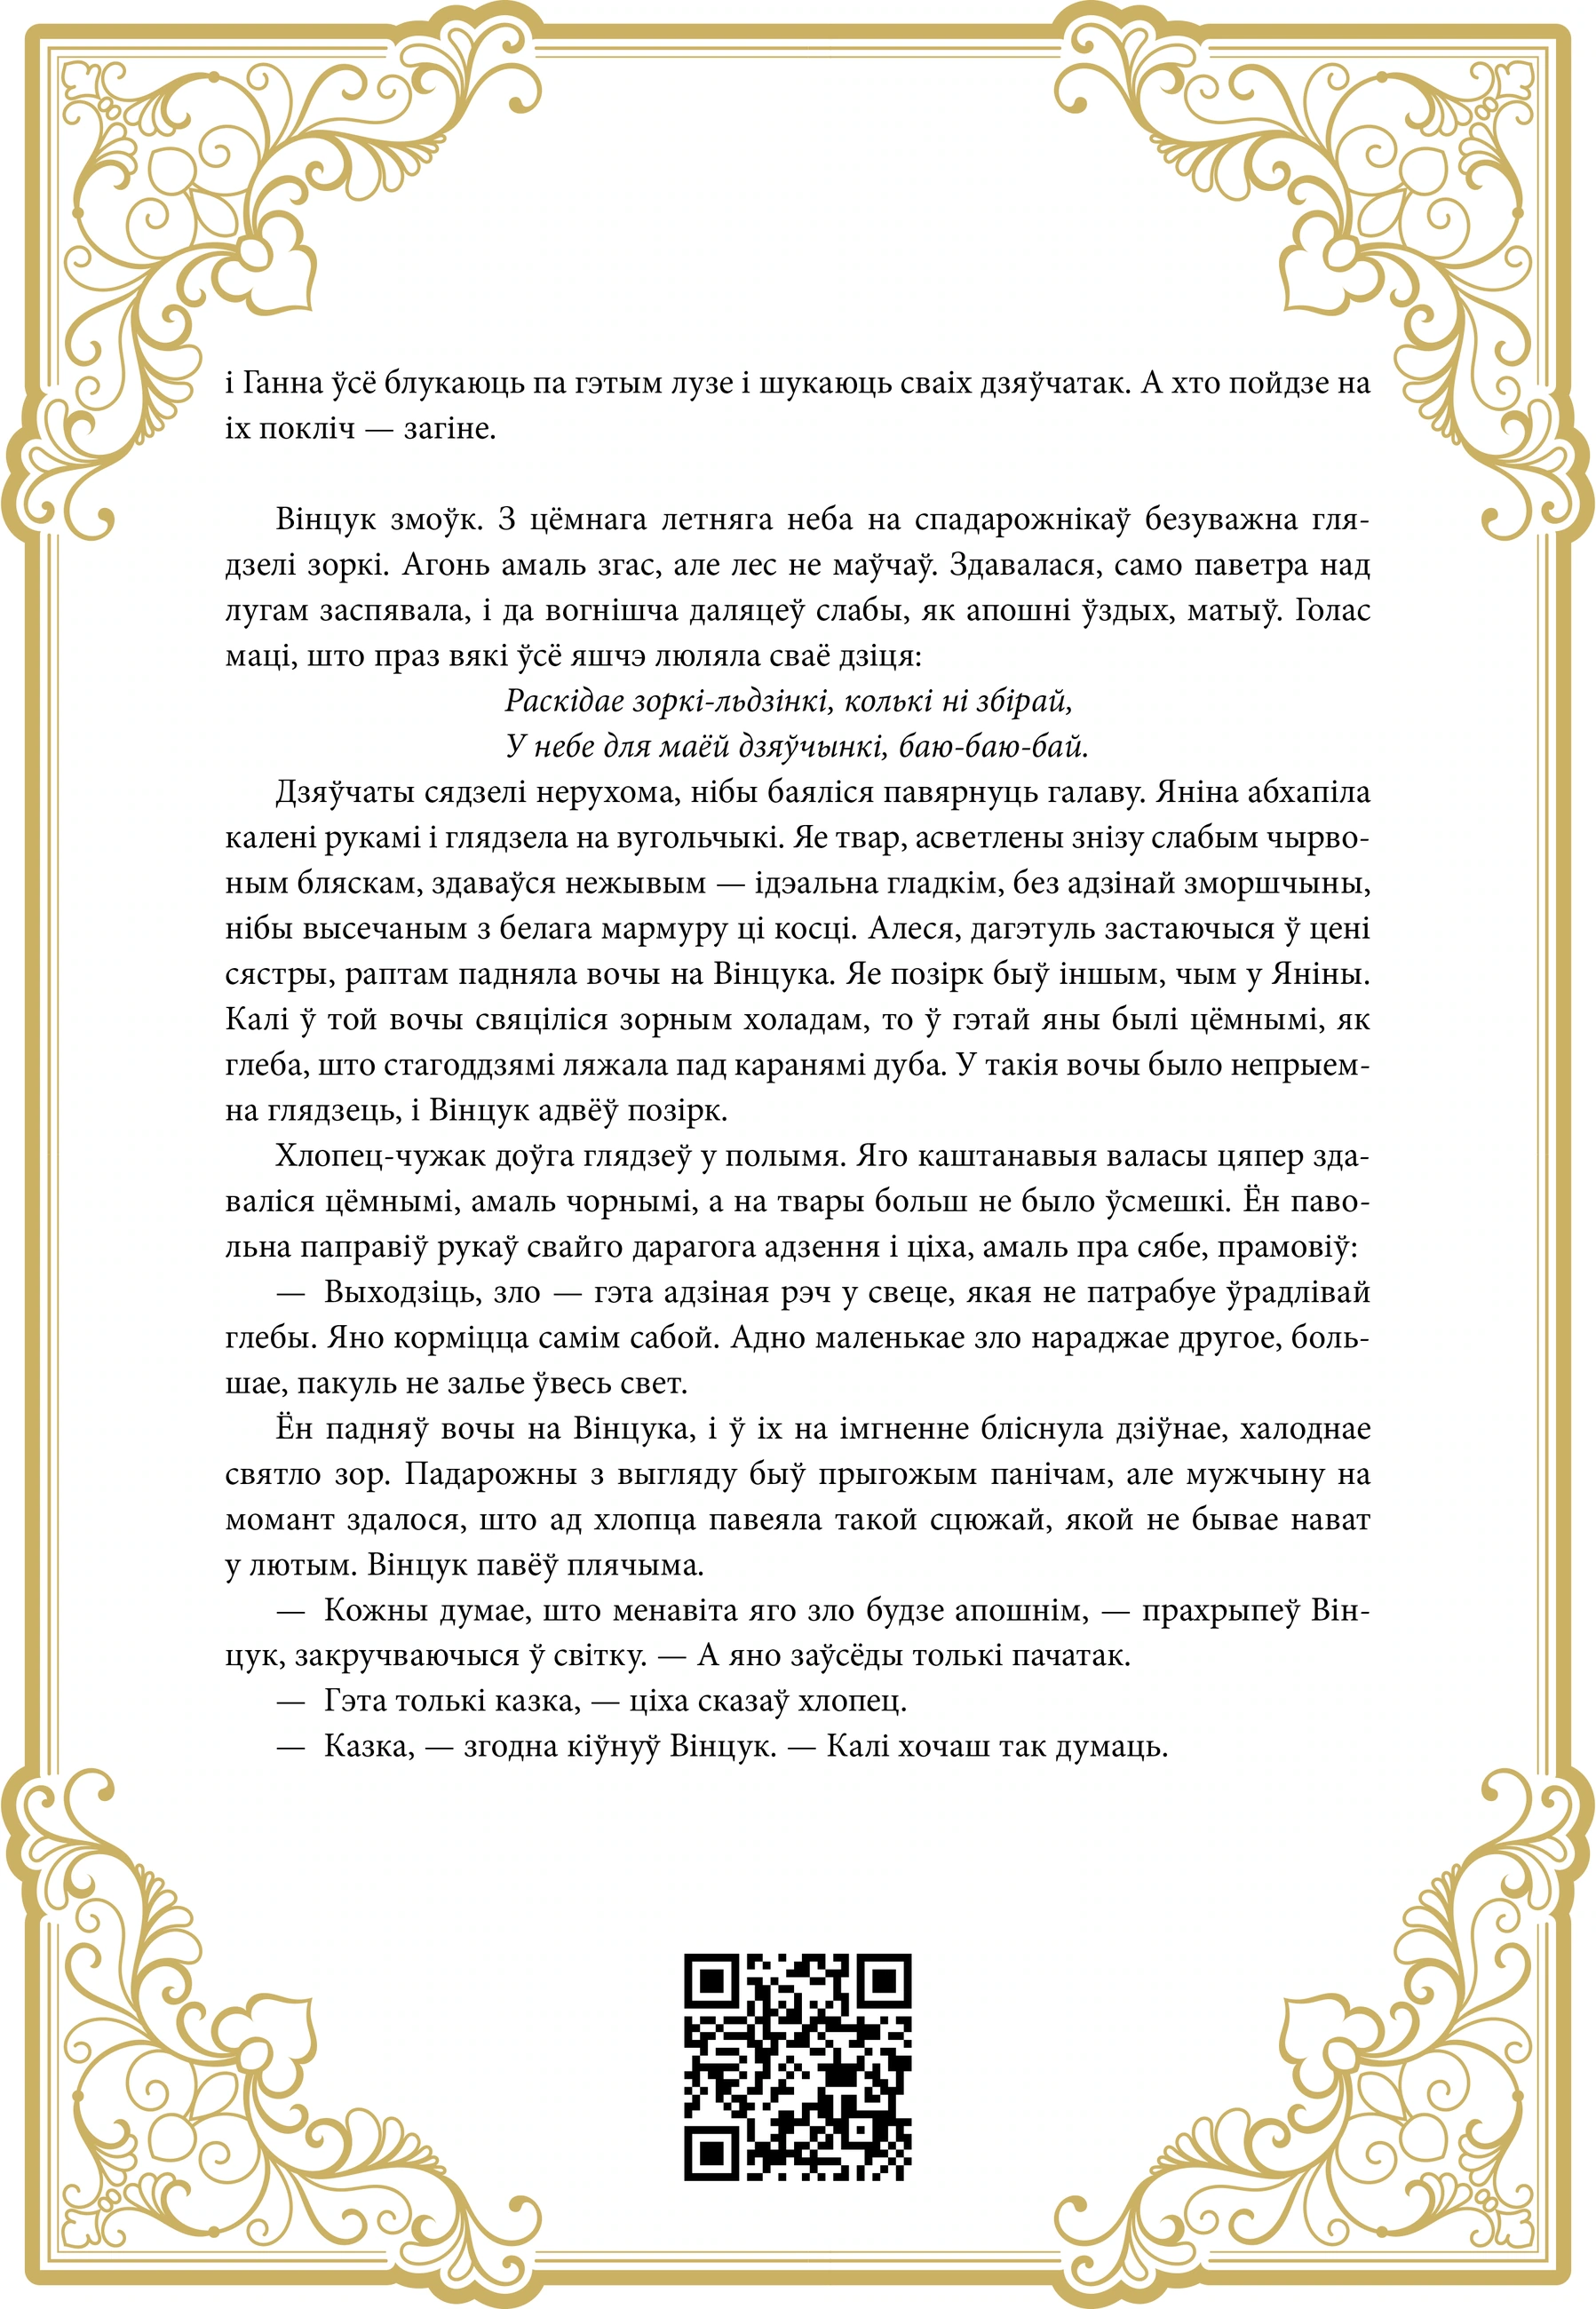 і Ганна ўсё блукаюць па гэтым лузе і шукаюць сваіх дзяўчатак. А хто пойдзе на
іх покліч — загіне.
Вінцук змоўк. З цёмнага летняга неба на спадарожнікаў безуважна гля-
дзелі зоркі. Агонь амаль згас, але лес не маўчаў. Здавалася, само паветра над
лугам заспявала, і да вогнішча даляцеў слабы, як апошні ўздых, матыў. Голас
маці, што праз вякі ўсё яшчэ люляла сваё дзіця:
Раскідае зоркі-льдзінкі, колькі ні збірай,
У небе для маёй дзяўчынкі, баю-баю-бай.
Дзяўчаты сядзелі нерухома, нібы баяліся павярнуць галаву. Яніна абхапіла
калені рукамі і глядзела на вугольчыкі. Яе твар, асветлены знізу слабым чырво-
ным бляскам, здаваўся нежывым — ідэальна гладкім, без адзінай зморшчыны,
нібы высечаным з белага мармуру ці косці. Алеся, дагэтуль застаючыся ў цені
сястры, раптам падняла вочы на Вінцука. Яе позірк быў іншым, чым у Яніны.
Калі ў той вочы свяціліся зорным холадам, то ў гэтай яны былі цёмнымі, як
глеба, што стагоддзямі ляжала пад каранямі дуба. У такія вочы было непрыем-
на глядзець, і Вінцук адвёў позірк.
Хлопец-чужак доўга глядзеў у полымя. Яго каштанавыя валасы цяпер зда-
валіся цёмнымі, амаль чорнымі, а на твары больш не было ўсмешкі. Ён паво-
льна паправіў рукаў свайго дарагога адзення і ціха, амаль пра сябе, прамовіў:
— Выходзіць, зло — гэта адзіная рэч у свеце, якая не патрабуе ўрадлівай
глебы. Яно корміцца самім сабой. Адно маленькае зло нараджае другое, боль-
шае, пакуль не залье ўвесь свет.
Ён падняў вочы на Вінцука, і ў іх на імгненне бліснула дзіўнае, халоднае
святло зор. Падарожны з выгляду быў прыгожым панічам, але мужчыну на
момант здалося, што ад хлопца павеяла такой сцюжай, якой не бывае нават
у лютым. Вінцук павёў плячыма.
— Кожны думае, што менавіта яго зло будзе апошнім, — прахрыпеў Він-
цук, закручваючыся ў світку. — А яно заўсёды толькі пачатак.
— Гэта толькі казка, — ціха сказаў хлопец.
— Казка, — згодна кіўнуў Вінцук. — Калі хочаш так думаць.